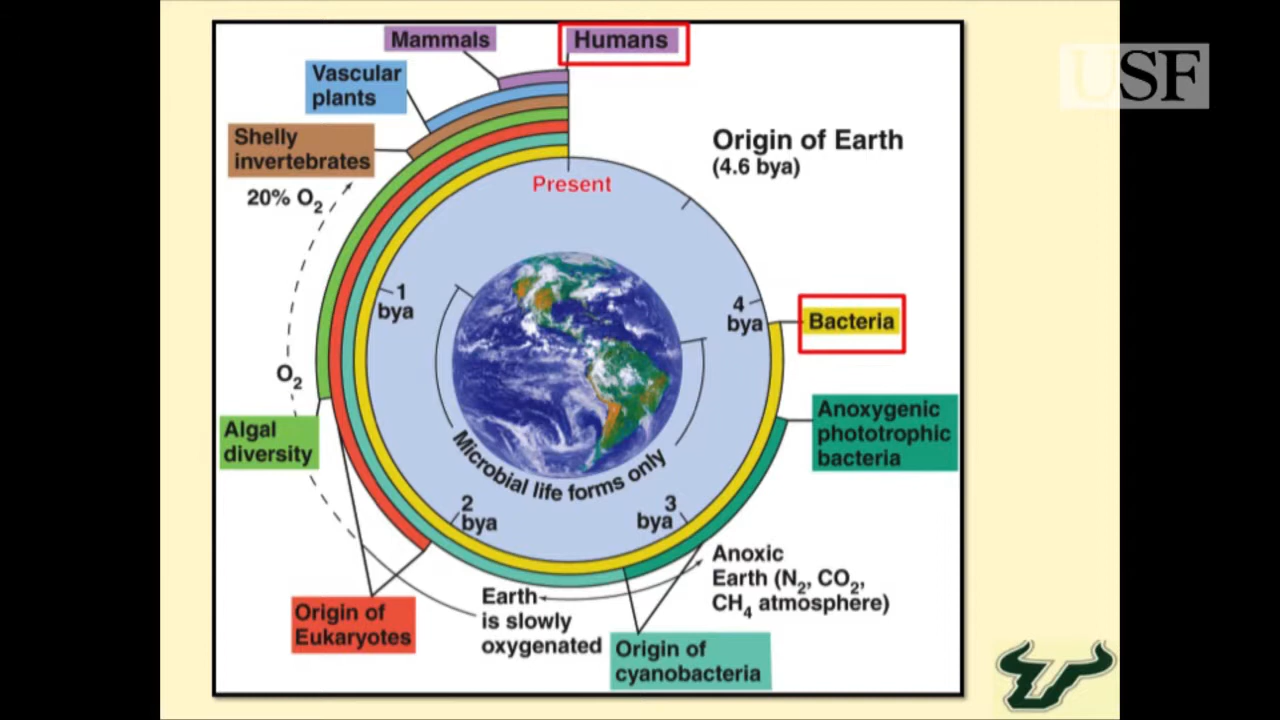 Mammals
Humans
USF
Vascular
plants
Shelly
invertebrates
Origin of Earth
(4.6 bya)
20% O₂
Present
1
bya
4
bya
Bacteria
O₂
Algal
diversity
Anoxygenic
phototrophic
bacteria
Microbial life forms only
2
bya
3
bya
Anoxic
Earth (N₂, CO₂,
CH₄ atmosphere)
Earth
is slowly
oxygenated
Origin of
Eukaryotes
Origin of
cyanobacteria